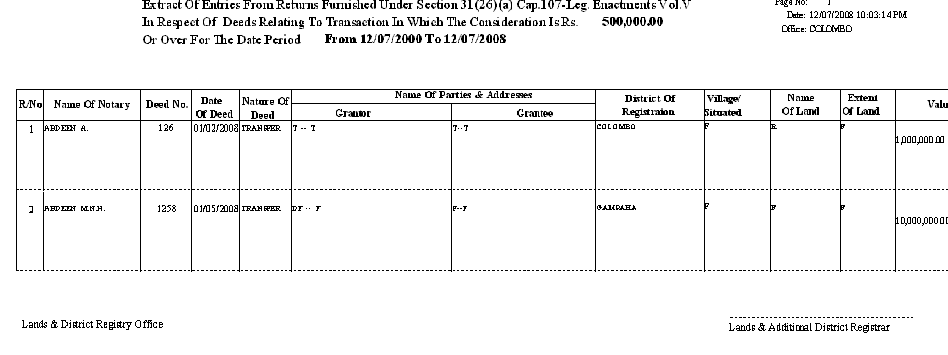 Extract Of Entries From Returns Furnished Under Section 31(26)(a) Cap.107-Leg. Enactments Vol.V
Page No: 1
In Respect Of Deeds Relating To Transaction In Which The Consideration Is Rs. 500,000.00
Date: 12/07/2008 10:03:14 PM
Or Over For The Date Period From 12/07/2000 To 12/07/2008
Office: COLOMBO
R/No Name Of Notary Deed No. Date Of Deed Nature Of Deed Name Of Parties & Addresses Grantor Grantee District Of Registraion Village/ Situated Name Of Land Extent Of Land Valu
1 ABDEEN A. 126 01/02/2008 TRANSFER T -- T T--T COLOMBO F R F 1,000,000.00
2 ABDEEN M.N.H. 1258 01/05/2008 TRANSFER DF -- F F--F GAMPAHA F F F 10,000,000.00
Lands & District Registry Office
Lands & Additional District Registrar